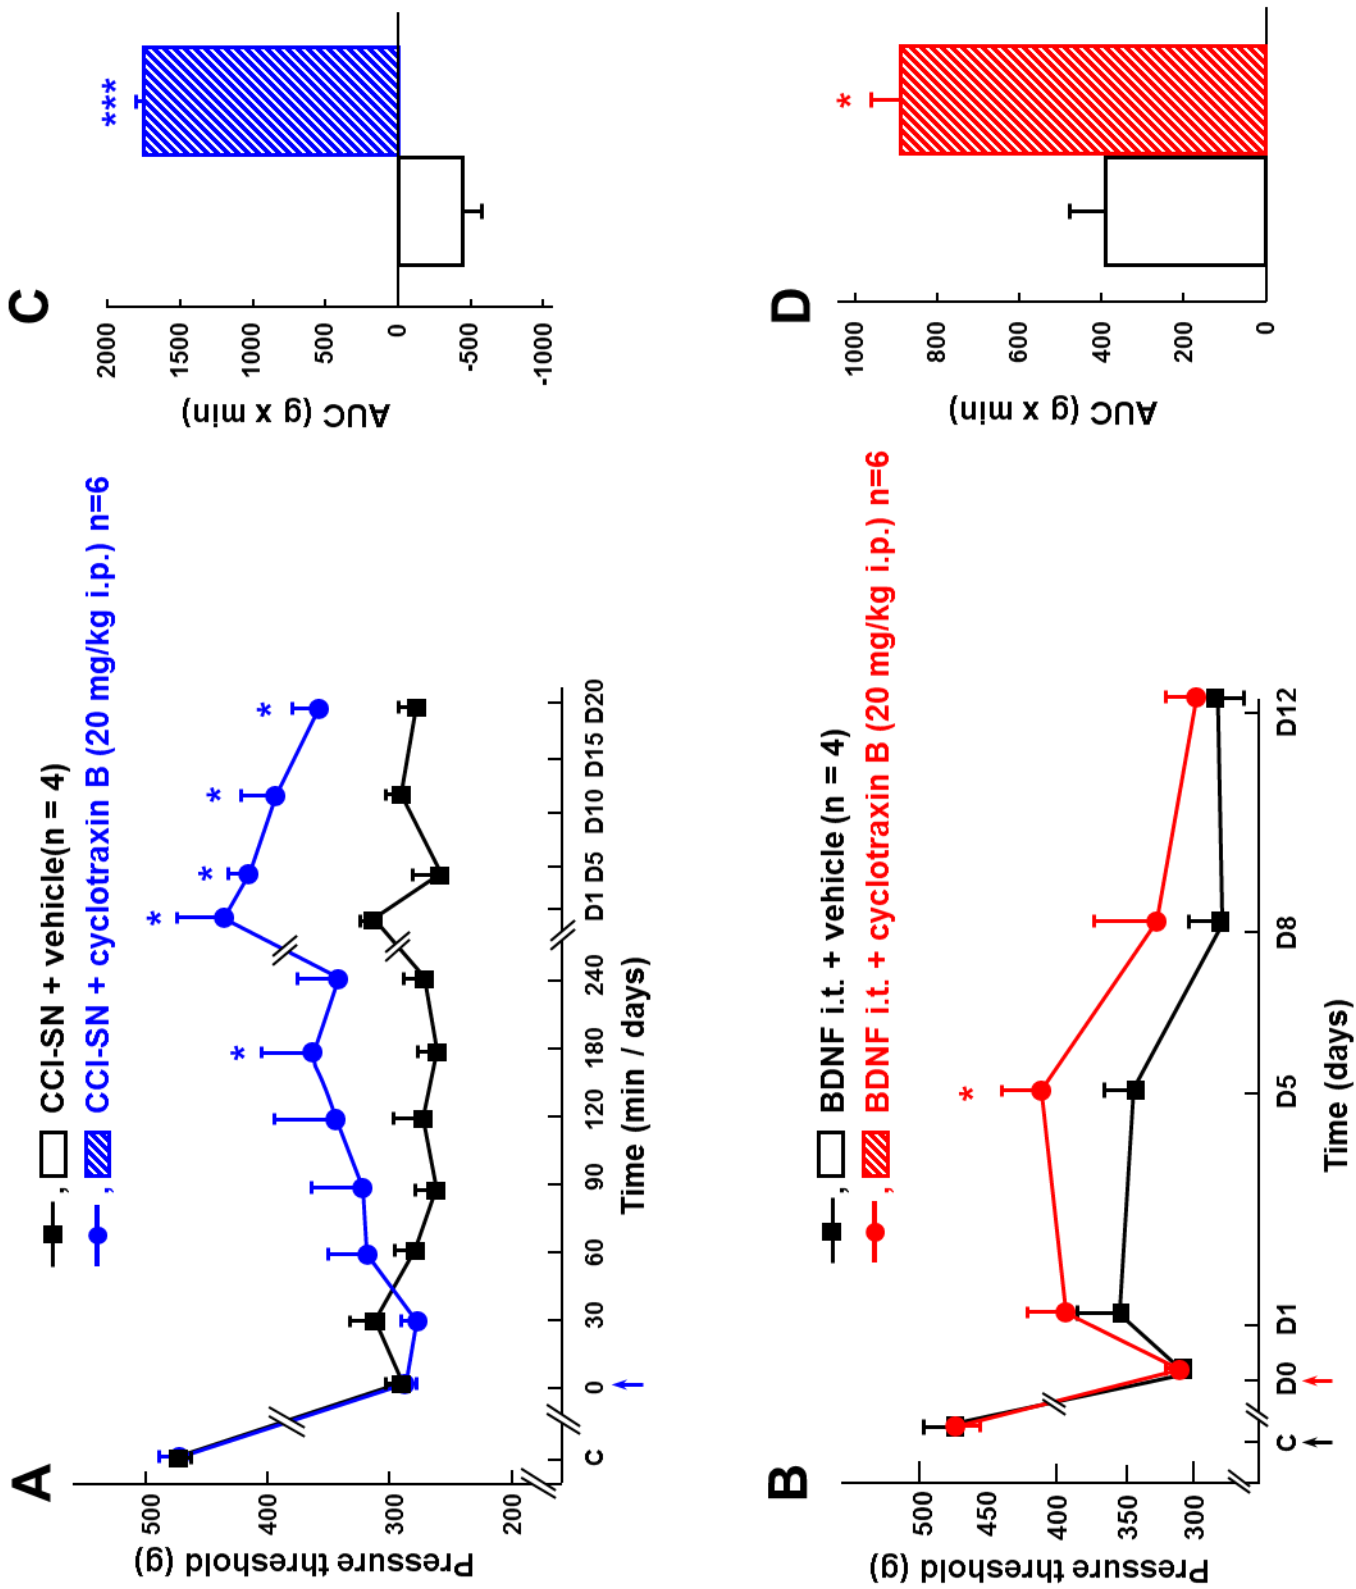 A
CCI-SN + vehicle(n = 4)
CCI-SN + cyclotraxin B (20 mg/kg i.p.) n=6
Pressure threshold (g)
500
400
300
200
C 0 30 60 90 120 180 240 D1 D5 D10 D15 D20
Time (min / days)
* * * * *
C
AUC (g x min)
2000
1500
1000
500
0
-500
-1000
***
B
BDNF i.t. + vehicle (n = 4)
BDNF i.t. + cyclotraxin B (20 mg/kg i.p.) n=6
Pressure threshold (g)
500
450
400
350
300
C D0 D1 D5 D8 D12
Time (days)
*
D
AUC (g x min)
1000
800
600
400
200
0
*